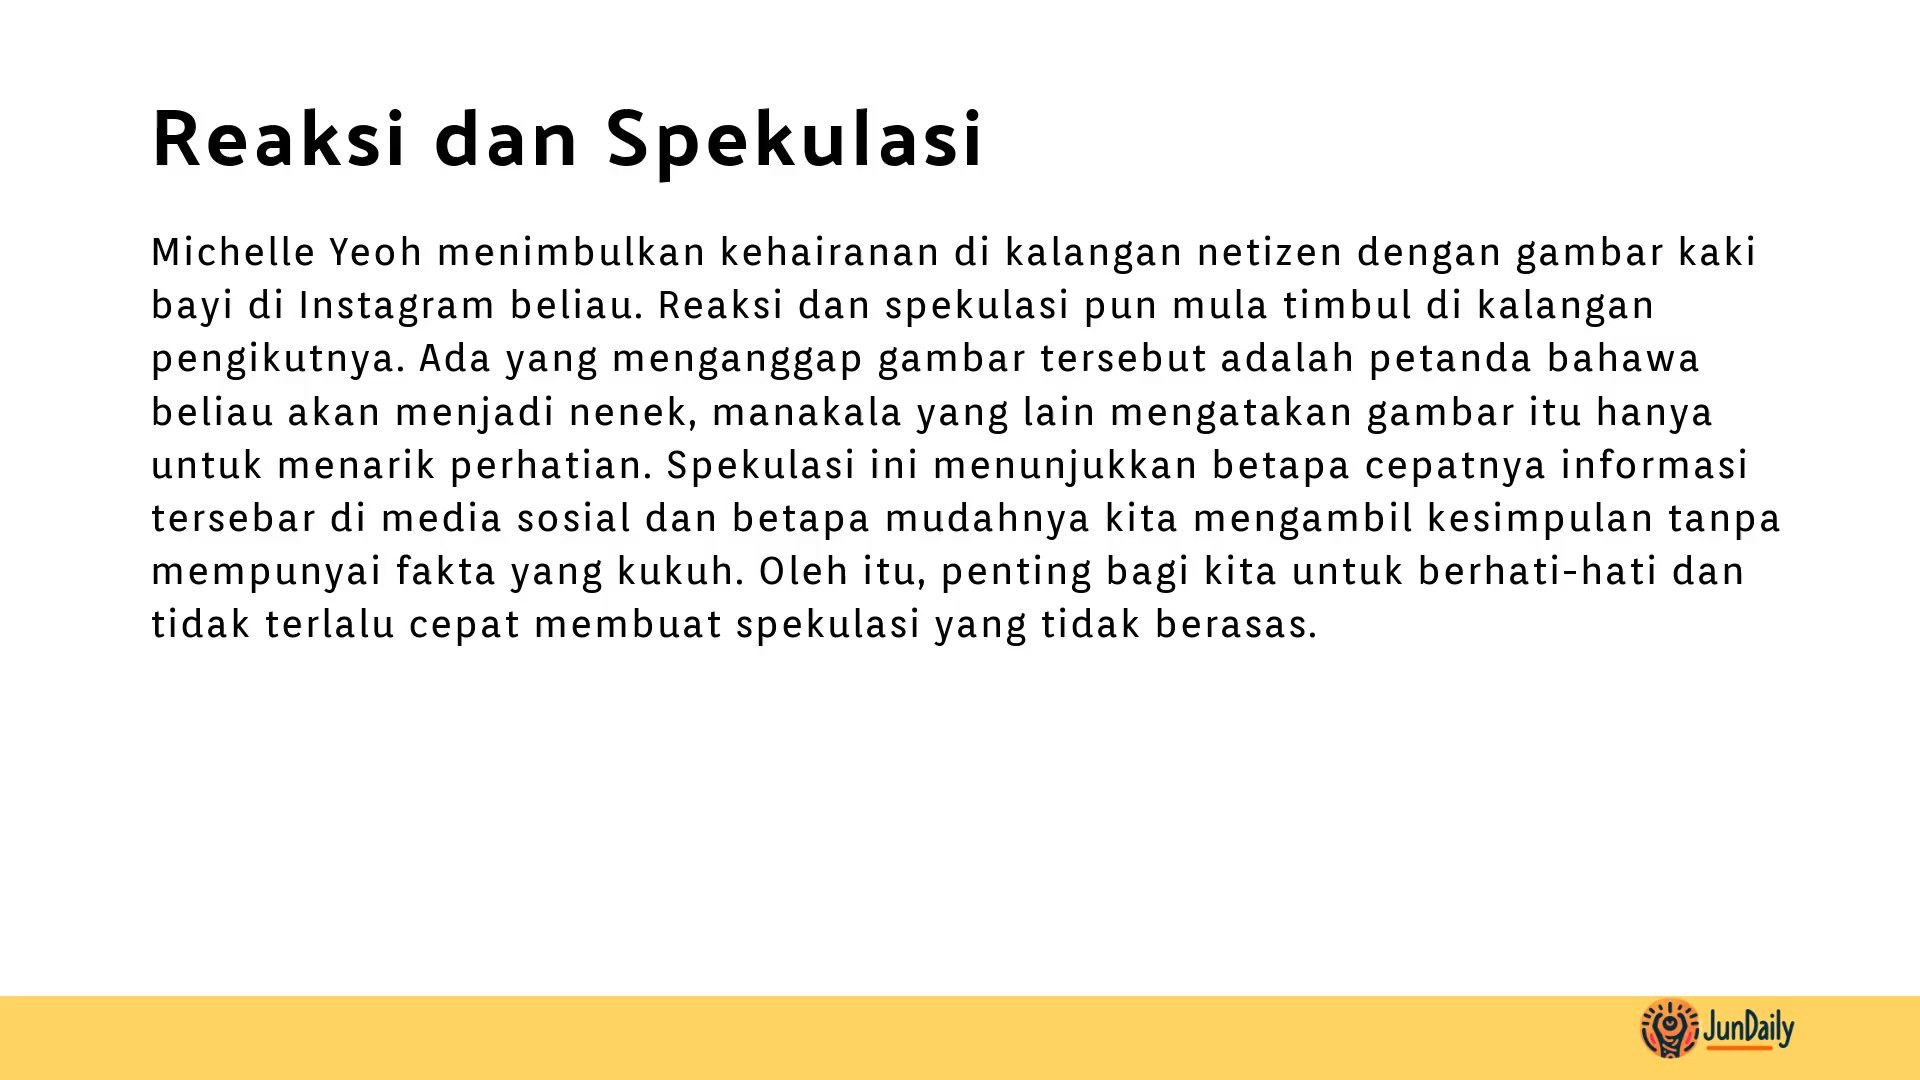 Reaksi dan Spekulasi
Michelle Yeoh menimbulkan kehairanan di kalangan netizen dengan gambar kaki
bayi di Instagram beliau. Reaksi dan spekulasi pun mula timbul di kalangan
pengikutnya. Ada yang menganggap gambar tersebut adalah petanda bahawa
beliau akan menjadi nenek, manakala yang lain mengatakan gambar itu hanya
untuk menarik perhatian. Spekulasi ini menunjukkan betapa cepatnya informasi
tersebar di media sosial dan betapa mudahnya kita mengambil kesimpulan tanpa
mempunyai fakta yang kukuh. Oleh itu, penting bagi kita untuk berhati-hati dan
tidak terlalu cepat membuat spekulasi yang tidak berasas.
JunDaily